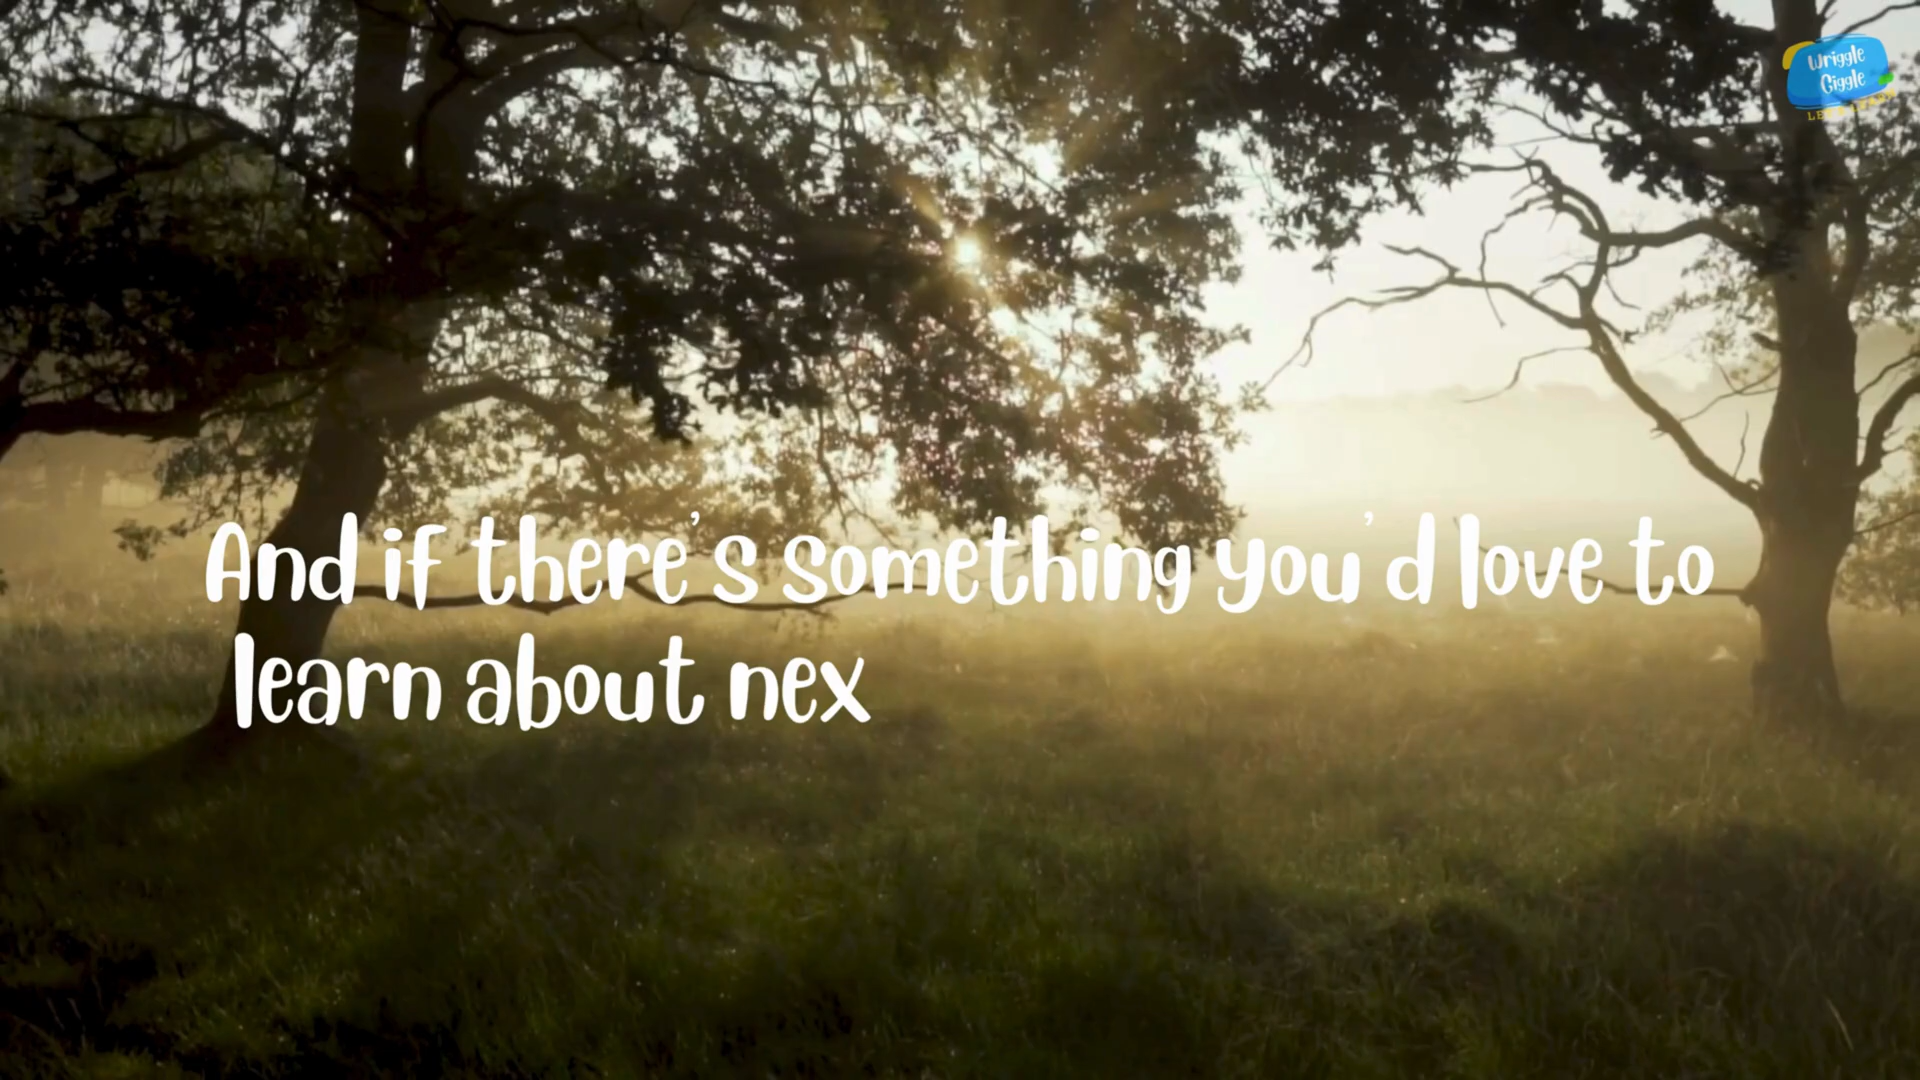 Wriggle
Giggle
And if there's something you'd love to
learn about nex